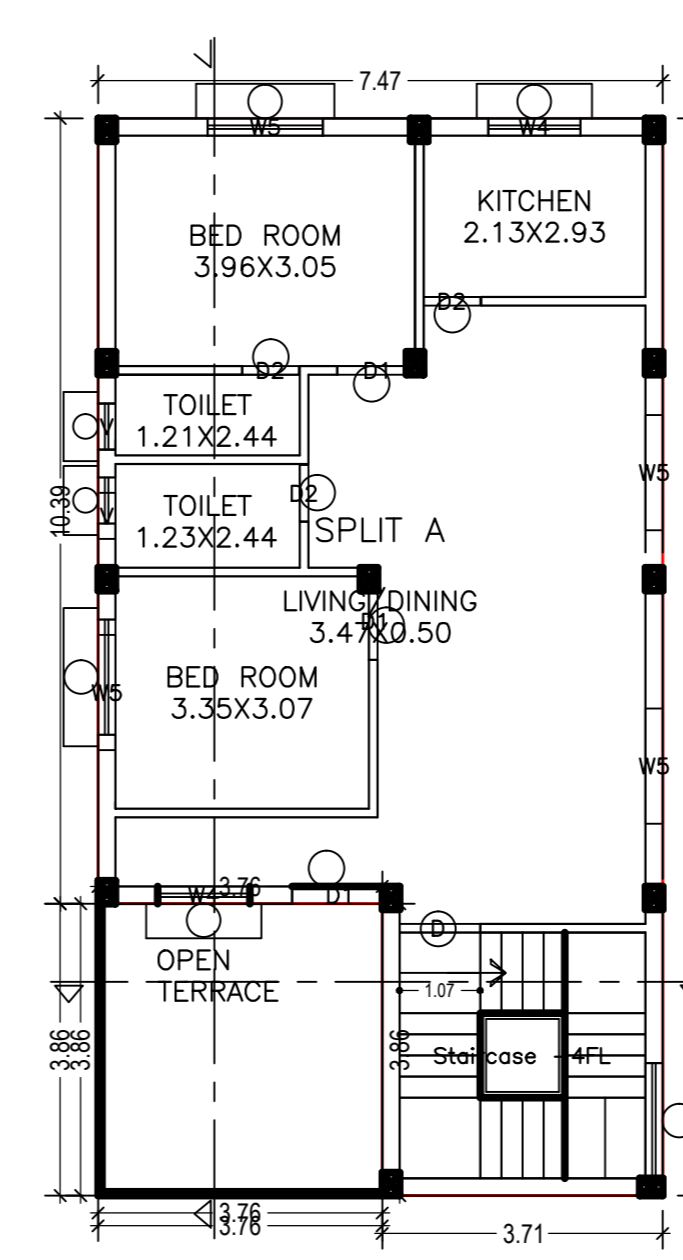 7.47
W5
W4
KITCHEN
2.13X2.93
BED ROOM
3.96X3.05
D2
D2
D1
TOILET
1.21X2.44
W5
10.39
TOILET
1.23X2.44
D2
SPLIT A
LIVING/DINING
3.47X0.50
D1
BED ROOM
3.35X3.07
W5
W5
3.76
D1
D
OPEN
TERRACE
1.07
3.86
3.86
3.86
Staircase - 4FL
3.76
3.76
3.71